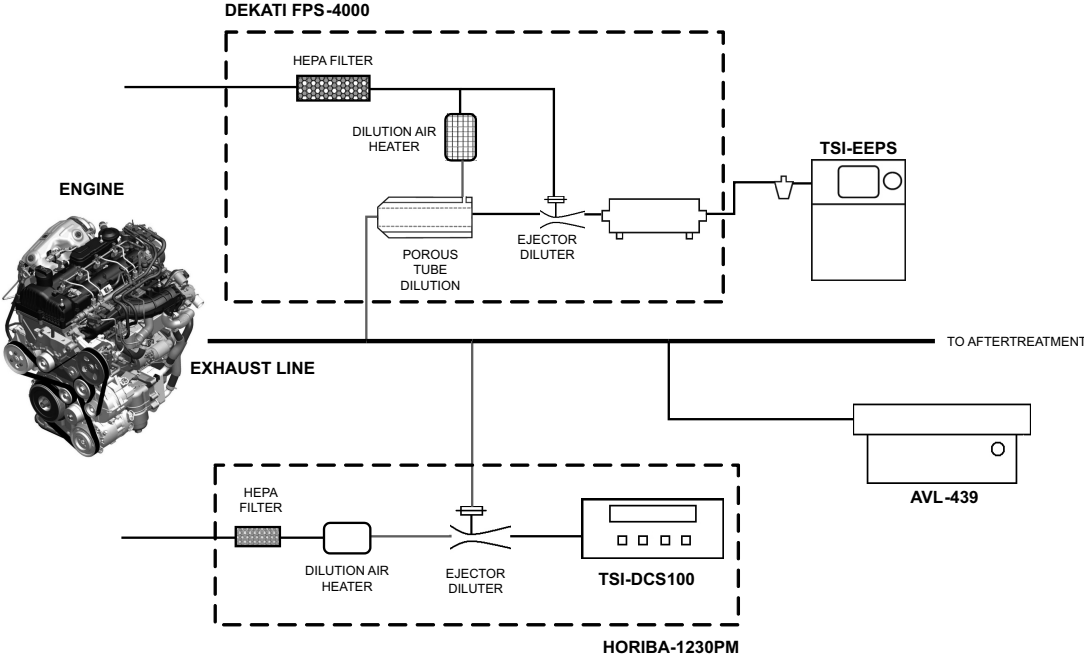 DEKATI FPS-4000
HEPA FILTER
DILUTION AIR
HEATER
TSI-EEPS
ENGINE
POROUS
TUBE
DILUTION
EJECTOR
DILUTER
TO AFTERTREATMENT
EXHAUST LINE
HEPA
FILTER
DILUTION AIR
HEATER
EJECTOR
DILUTER
TSI-DCS100
AVL-439
HORIBA-1230PM